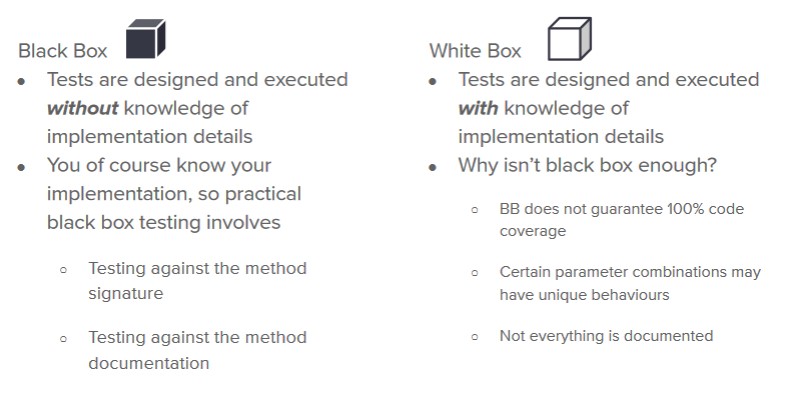 Black Box
● Tests are designed and executed
without knowledge of
implementation details
● You of course know your
implementation, so practical
black box testing involves
○ Testing against the method
signature
○ Testing against the method
documentation
White Box
● Tests are designed and executed
with knowledge of
implementation details
● Why isn’t black box enough?
○ BB does not guarantee 100% code
coverage
○ Certain parameter combinations may
have unique behaviours
○ Not everything is documented